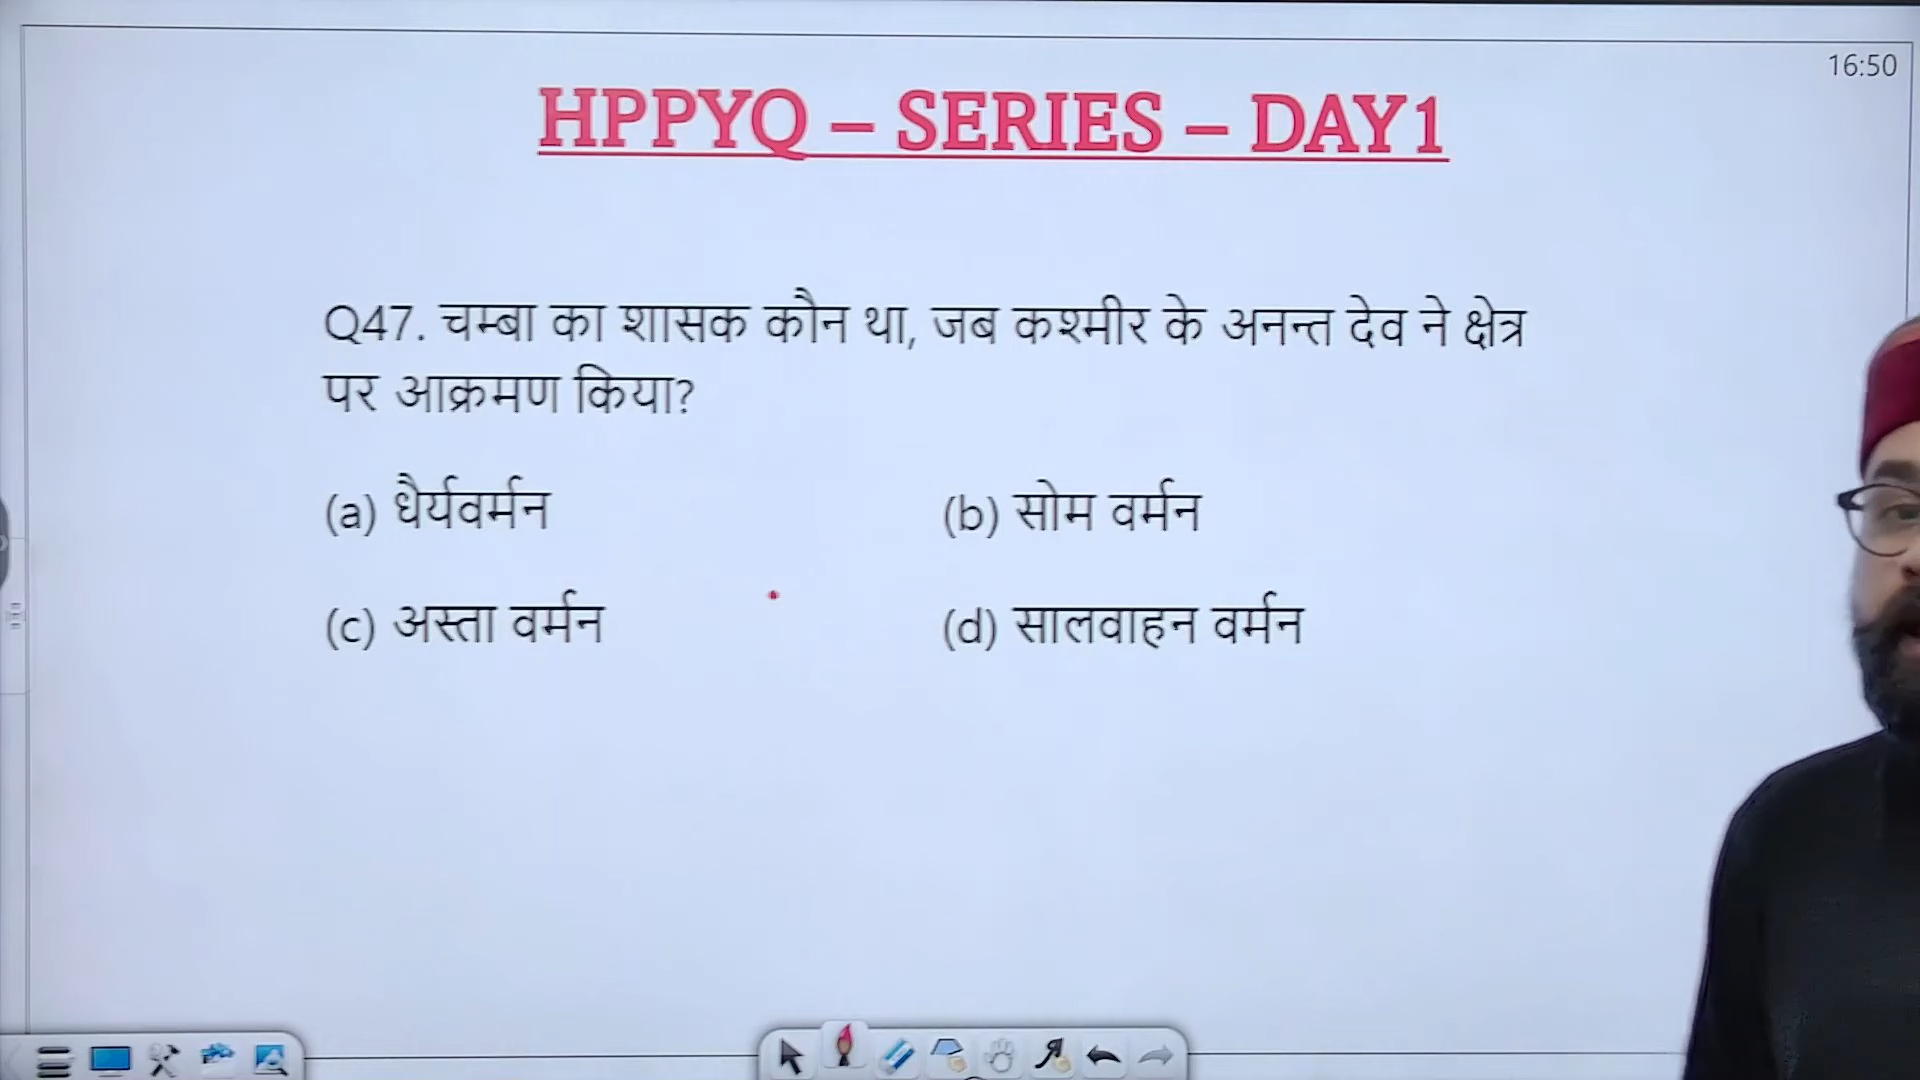 16:50
HPPYQ – SERIES – DAY1
Q47. चम्बा का शासक कौन था, जब कश्मीर के अनन्त देव ने क्षेत्र
पर आक्रमण किया?
(a) धैर्यवर्मन (b) सोम वर्मन
(c) अस्ता वर्मन (d) सालवाहन वर्मन